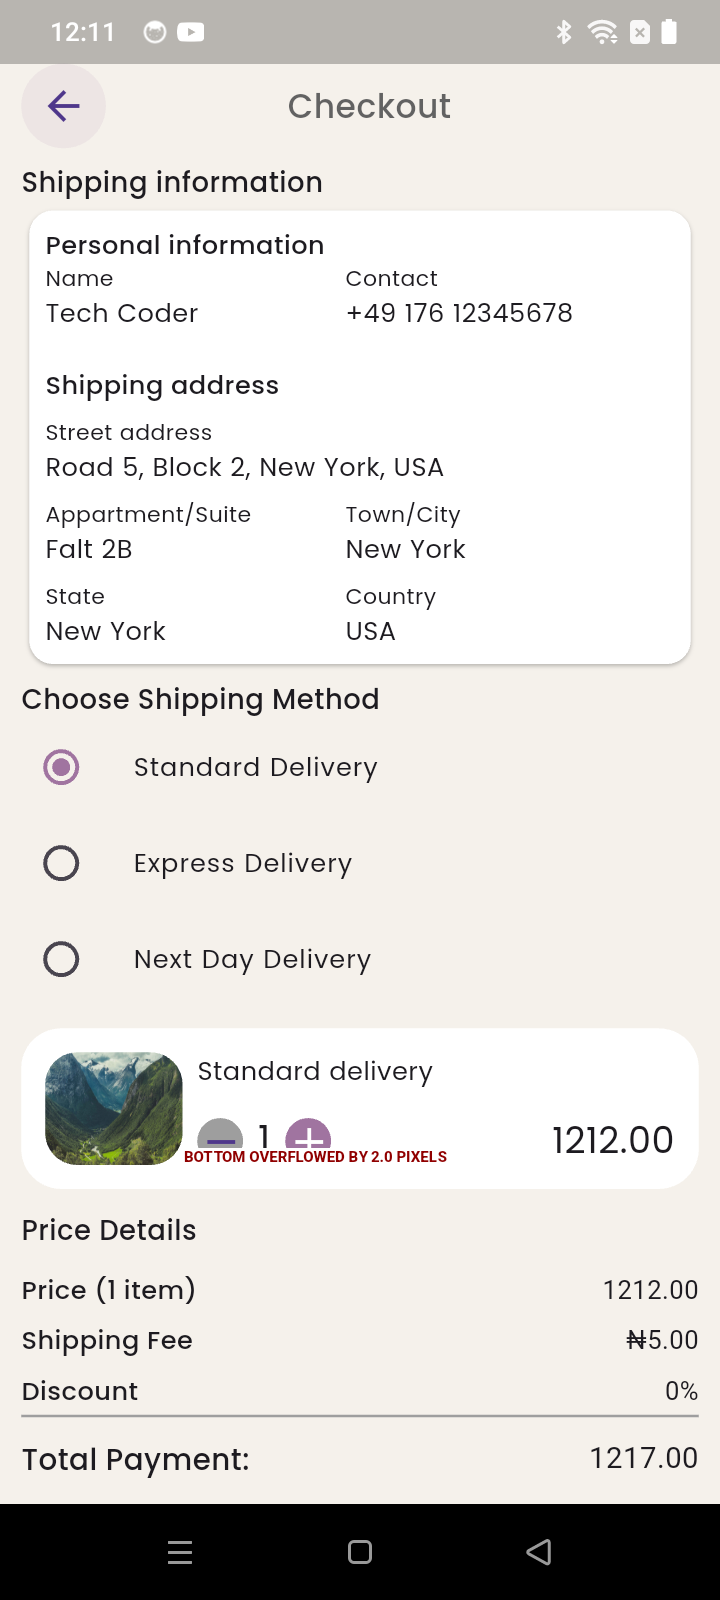 12:11
Checkout
Shipping information
Personal information
Name Contact
Tech Coder +49 176 12345678
Shipping address
Street address
Road 5, Block 2, New York, USA
Appartment/Suite Town/City
Falt 2B New York
State Country
New York USA
Choose Shipping Method
Standard Delivery
Express Delivery
Next Day Delivery
Standard delivery
1 1212.00
BOTTOM OVERFLOWED BY 2.0 PIXELS
Price Details
Price (1 item) 1212.00
Shipping Fee ₦5.00
Discount 0%
Total Payment: 1217.00